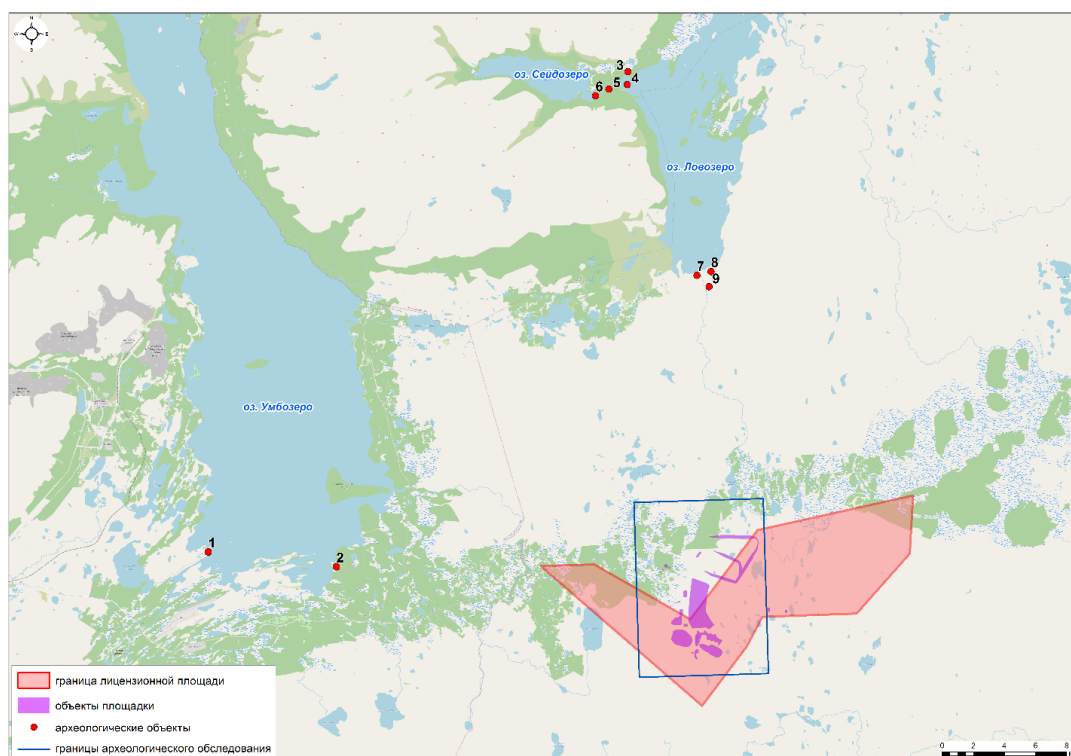 N
E
S
3
оз. Сейдозеро
5
4
6
оз. Ловозеро
7
8
9
оз. Умбозеро
1
2
граница лицензионной площади
объекты площадки
археологические объекты
границы археологического обследования
0 2 4 6 8